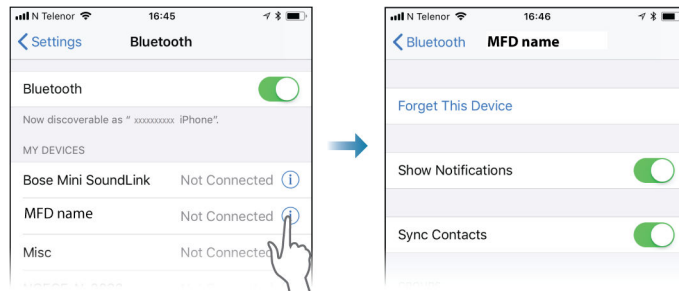 N Telenor 16:45
Settings Bluetooth
Bluetooth
Now discoverable as " xxxxxxxxxx iPhone".
MY DEVICES
Bose Mini SoundLink Not Connected
MFD name Not Connected
Misc Not Connected
N Telenor 16:46
Bluetooth MFD name
Forget This Device
Show Notifications
Sync Contacts